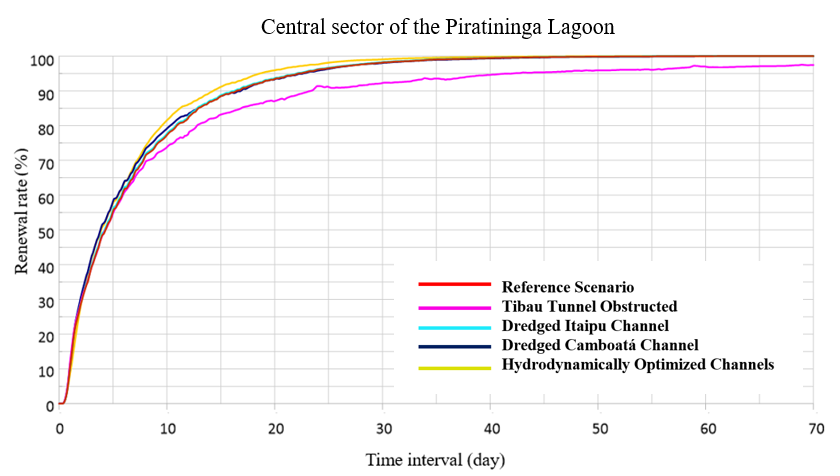 Central sector of the Piratininga Lagoon
100
90
80
70
60
50
40
30
20
10
0
Renewal rate (%)
Reference Scenario
Tibau Tunnel Obstructed
Dredged Itaipu Channel
Dredged Camboatá Channel
Hydrodynamically Optimized Channels
0 10 20 30 40 50 60 70
Time interval (day)